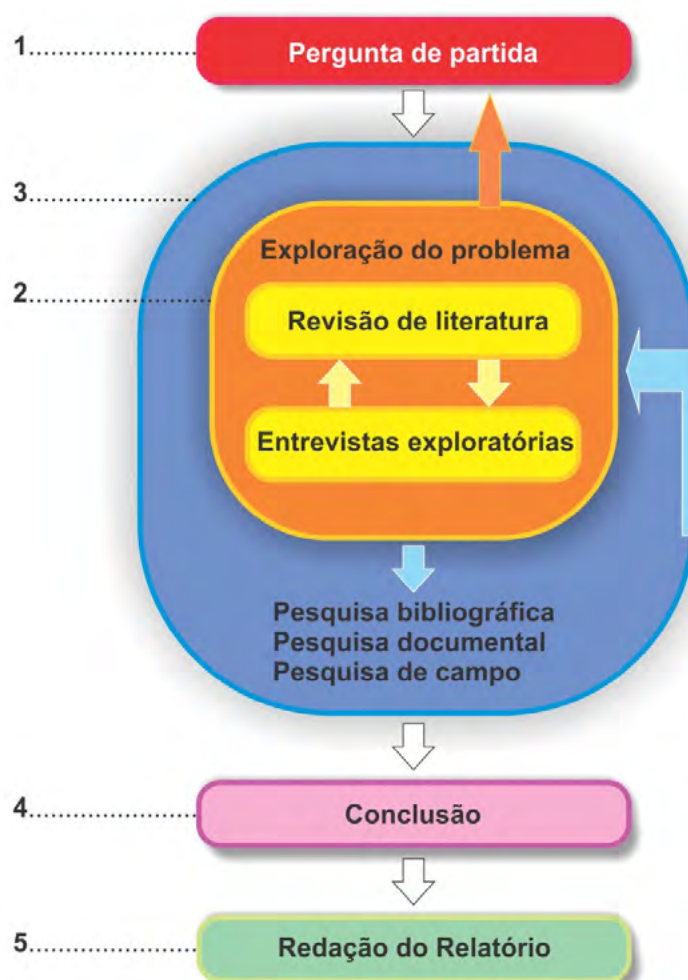 1.................... Pergunta de partida
3....................
Exploração do problema
2....................
Revisão de literatura
Entrevistas exploratórias
Pesquisa bibliográfica
Pesquisa documental
Pesquisa de campo
4.................... Conclusão
5.................... Redação do Relatório